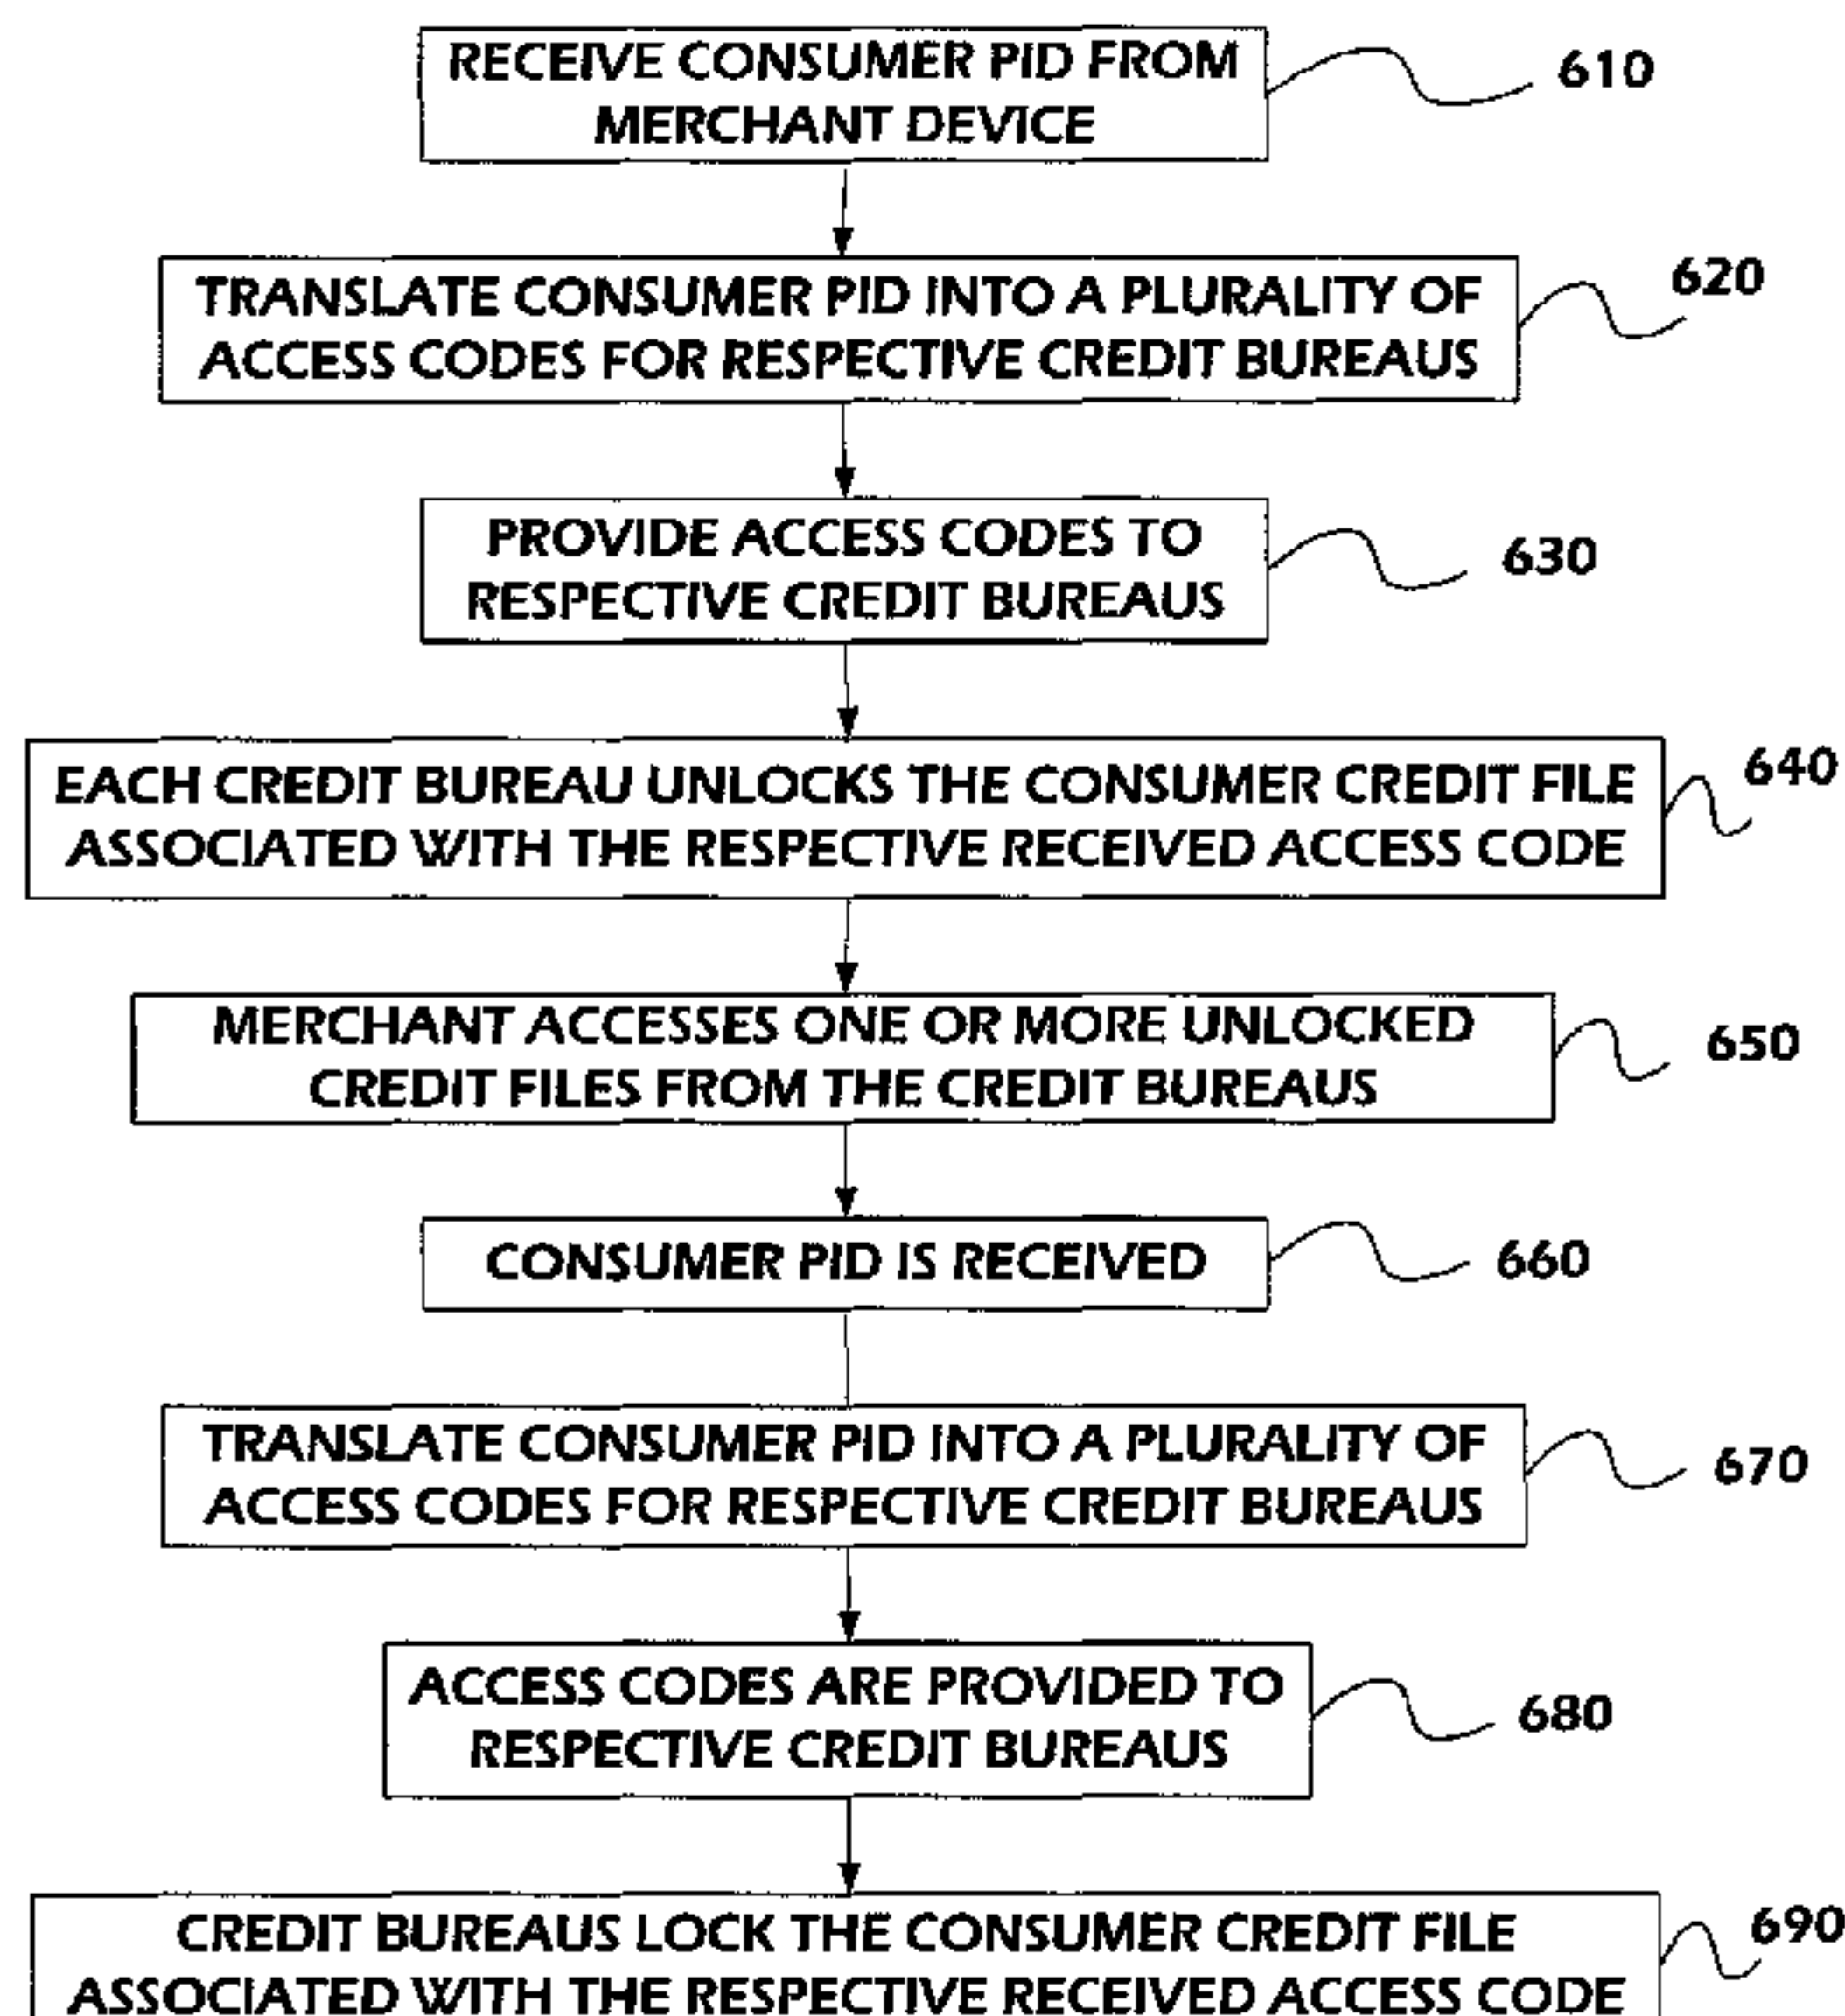 RECEIVE CONSUMER PID FROM
MERCHANT DEVICE
610
TRANSLATE CONSUMER PID INTO A PLURALITY OF
ACCESS CODES FOR RESPECTIVE CREDIT BUREAUS
620
PROVIDE ACCESS CODES TO
RESPECTIVE CREDIT BUREAUS
630
EACH CREDIT BUREAU UNLOCKS THE CONSUMER CREDIT FILE
ASSOCIATED WITH THE RESPECTIVE RECEIVED ACCESS CODE
640
MERCHANT ACCESSES ONE OR MORE UNLOCKED
CREDIT FILES FROM THE CREDIT BUREAUS
650
CONSUMER PID IS RECEIVED
660
TRANSLATE CONSUMER PID INTO A PLURALITY OF
ACCESS CODES FOR RESPECTIVE CREDIT BUREAUS
670
ACCESS CODES ARE PROVIDED TO
RESPECTIVE CREDIT BUREAUS
680
CREDIT BUREAUS LOCK THE CONSUMER CREDIT FILE
ASSOCIATED WITH THE RESPECTIVE RECEIVED ACCESS CODE
690